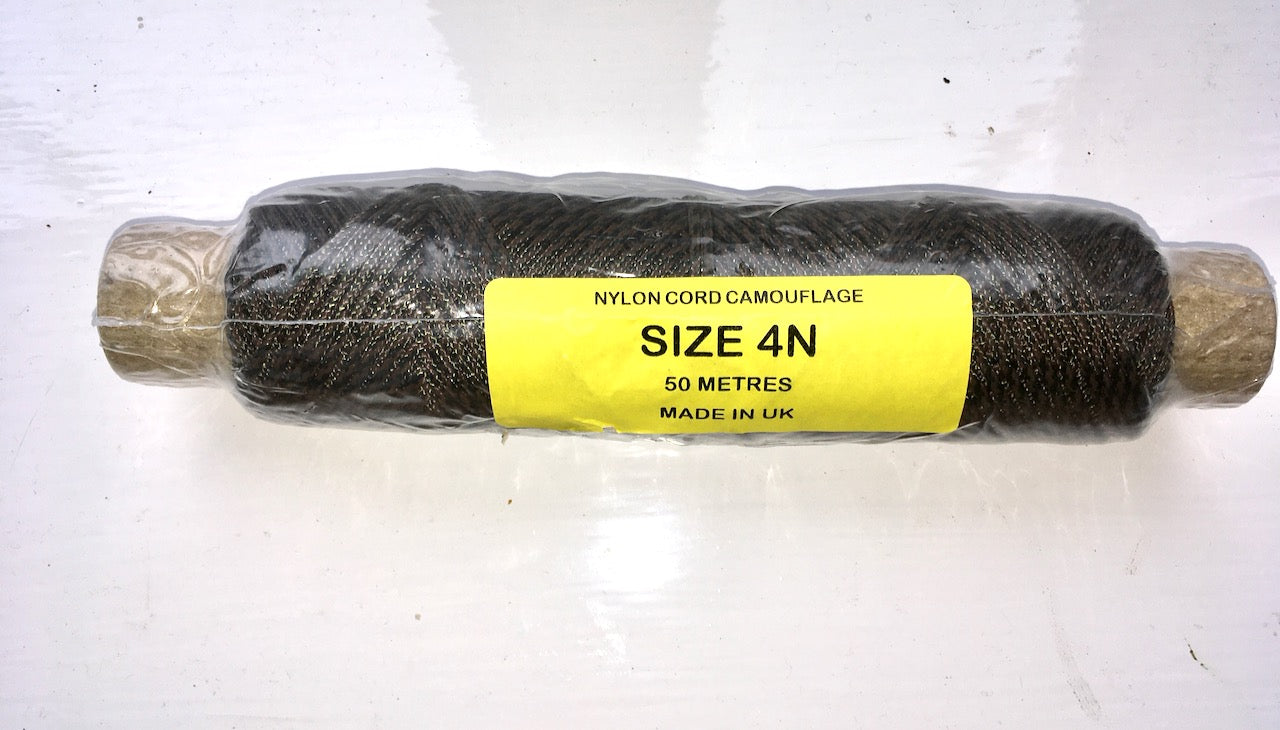 NYLON CORD CAMOUFLAGE
SIZE 4N
50 METRES
MADE IN UK